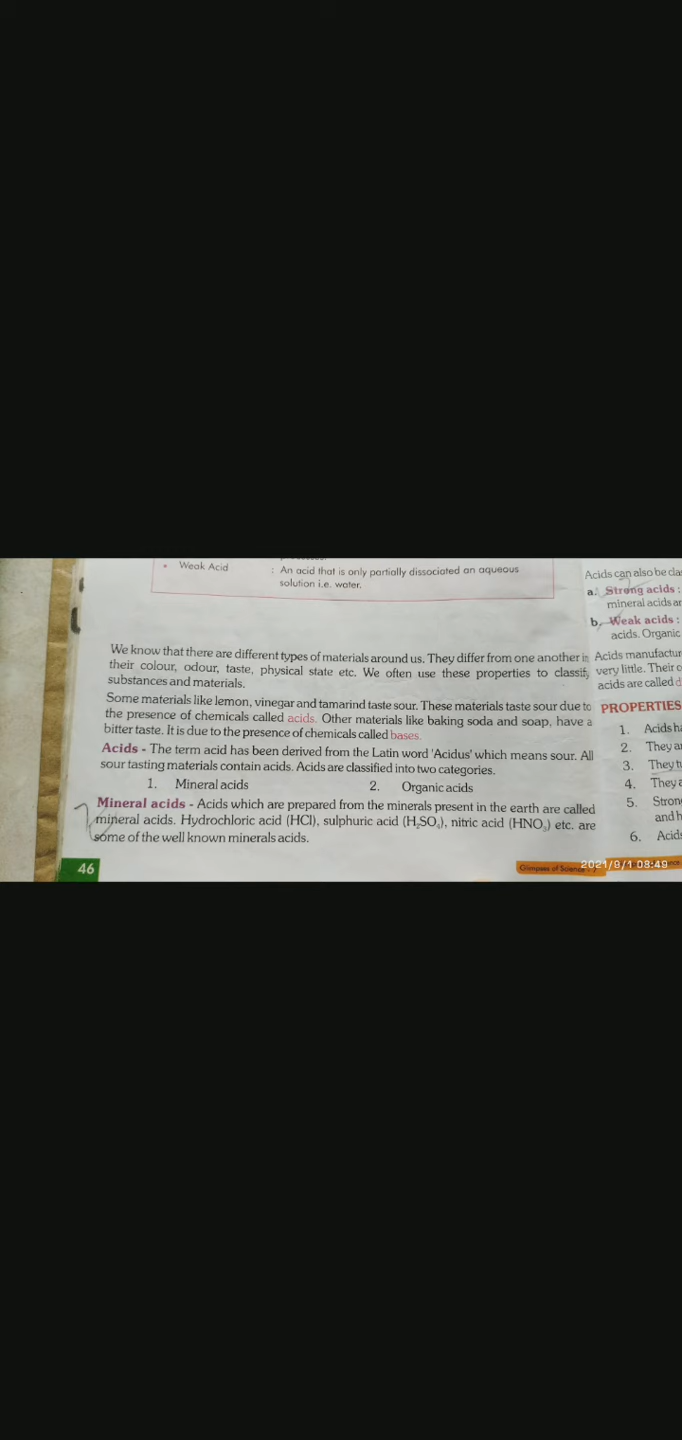 • Weak Acid : An acid that is only partially dissociated an aqueous
solution i.e. water.
We know that there are different types of materials around us. They differ from one another in
their colour, odour, taste, physical state etc. We often use these properties to classify
substances and materials.
Some materials like lemon, vinegar and tamarind taste sour. These materials taste sour due to
the presence of chemicals called acids. Other materials like baking soda and soap, have a
bitter taste. It is due to the presence of chemicals called bases.
Acids - The term acid has been derived from the Latin word 'Acidus' which means sour. All
sour tasting materials contain acids. Acids are classified into two categories.
1. Mineral acids 2. Organic acids
Mineral acids - Acids which are prepared from the minerals present in the earth are called
mineral acids. Hydrochloric acid (HCl), sulphuric acid (H₂SO₄), nitric acid (HNO₃) etc. are
some of the well known minerals acids.
46
Glimpses of Science - 7
Acids can also be
a. Strong acids :
mineral acids
b. Weak acids :
acids. Organic
Acids
very little. Their
acids are called
PROPERTIES
1. Acids
2. They
3. They
4. They
5.
and
6.
2021/9/1 08:49